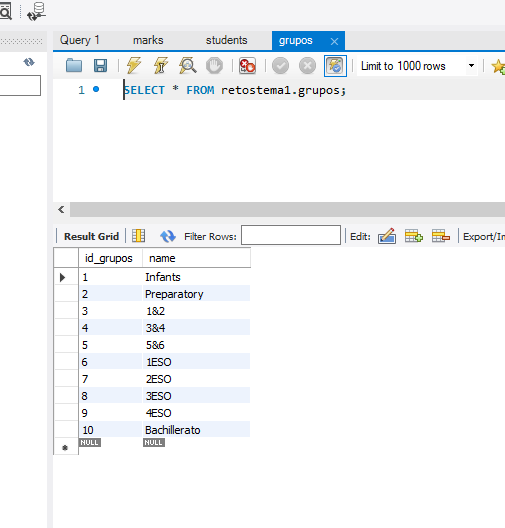 Query 1 marks students grupos
Limit to 1000 rows
1 SELECT * FROM retostema1.grupos;
Result Grid Filter Rows: Edit: Export/Im
id_grupos name
1 Infants
2 Preparatory
3 1&2
4 3&4
5 5&6
6 1ESO
7 2ESO
8 3ESO
9 4ESO
10 Bachillerato
NULL NULL